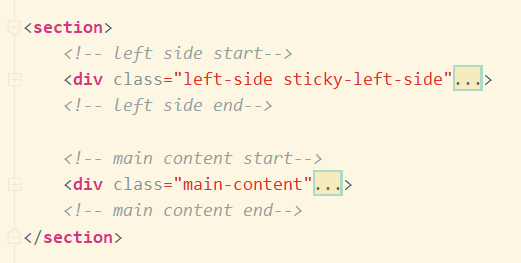 <section>
<!-- left side start-->
<div class="left-side sticky-left-side"...>
<!-- left side end-->
<!-- main content start-->
<div class="main-content"...>
<!-- main content end-->
</section>